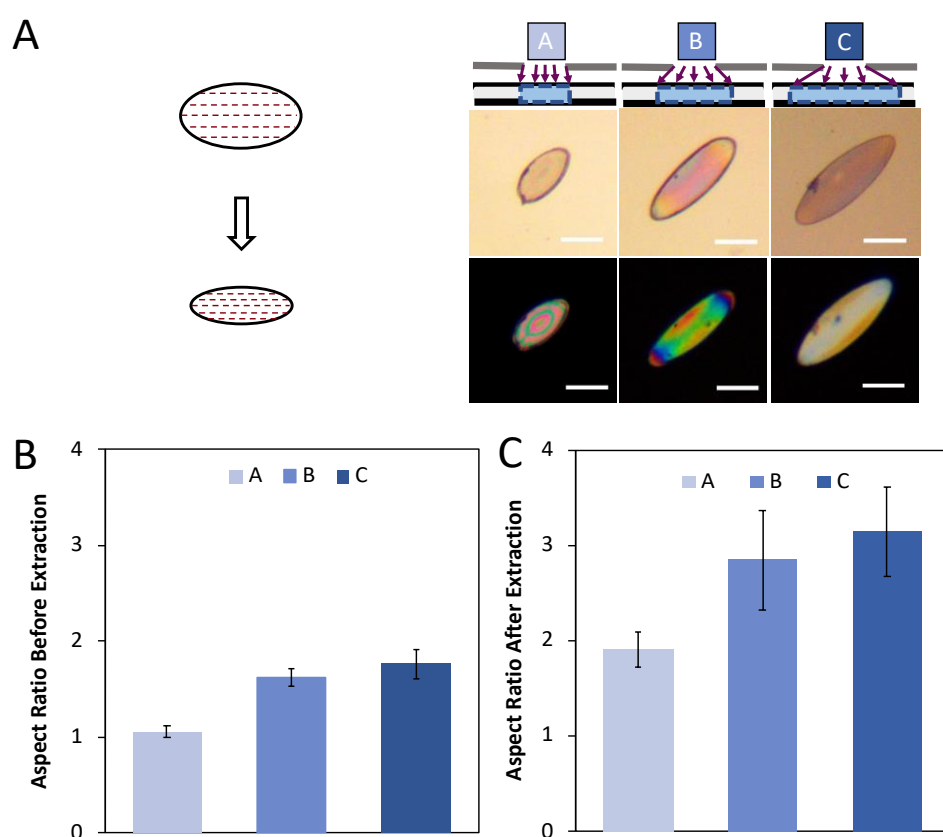 A
A B C
B
Aspect Ratio Before Extraction
4
3
2
1
0
A B C
C
Aspect Ratio After Extraction
4
3
2
1
0
A B C